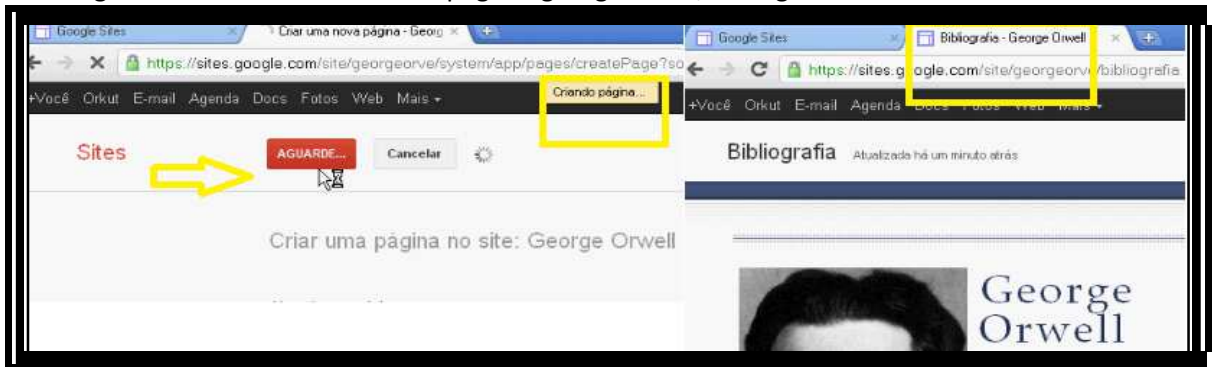 Google Sites
Criar uma nova página - Georg
https://sites.google.com/site/georgeorve/system/app/pages/createPage?so
+Você Orkut E-mail Agenda Docs Fotos Web Mais
Criando página...
Sites
AGUARDE...
Cancelar
Criar uma página no site: George Orwell
Google Sites
Bibliografia - George Orwell
https://sites.google.com/site/georgeorve/bibliografia
+Você Orkut E-mail Agenda Docs Fotos Web Mais
Bibliografia Atualizada há um minuto atrás
George
Orwell